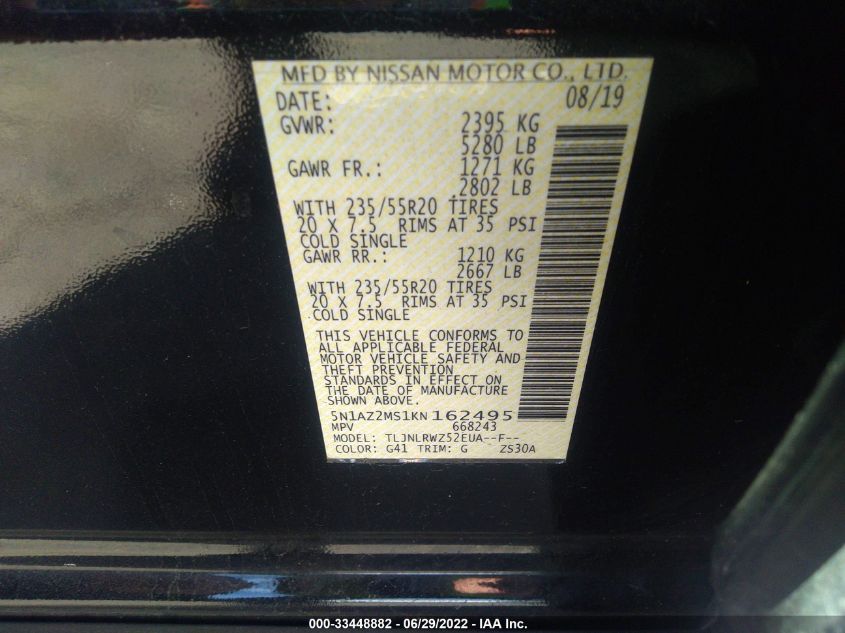 MFD BY NISSAN MOTOR CO., LTD.
DATE: 08/19
GVWR: 2395 KG
5280 LB
GAWR FR.: 1271 KG
2802 LB
WITH 235/55R20 TIRES
20 X 7.5 RIMS AT 35 PSI
COLD SINGLE
GAWR RR.: 1210 KG
2667 LB
WITH 235/55R20 TIRES
20 X 7.5 RIMS AT 35 PSI
COLD SINGLE
THIS VEHICLE CONFORMS TO
ALL APPLICABLE FEDERAL
MOTOR VEHICLE SAFETY AND
THEFT PREVENTION
STANDARDS IN EFFECT ON
THE DATE OF MANUFACTURE
SHOWN ABOVE.
5N1AZ2MS1KN162495
MPV 668243
MODEL: TLJNLRWZ52EUA--F--
COLOR: G41 TRIM: G ZS30A
000-33448882 - 06/29/2022 - IAA Inc.